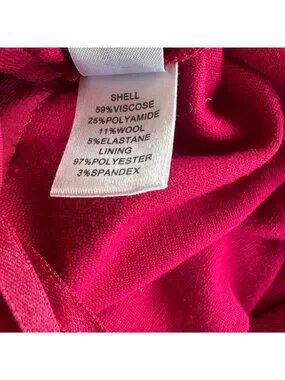 SHELL
59%VISCOSE
25%POLYAMIDE
11%WOOL
5%ELASTANE
LINING
97%POLYESTER
3%SPANDEX